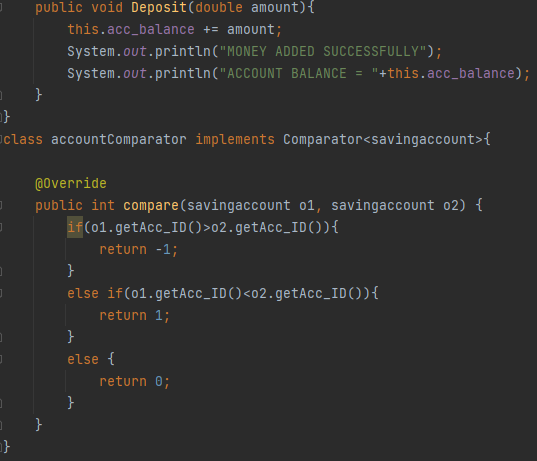 public void Deposit(double amount){
this.acc_balance += amount;
System.out.println("MONEY ADDED SUCCESSFULLY");
System.out.println("ACCOUNT BALANCE = "+this.acc_balance);
}
}
class accountComparator implements Comparator<savingaccount>{
@Override
public int compare(savingaccount o1, savingaccount o2) {
if(o1.getAcc_ID()>o2.getAcc_ID()){
return -1;
}
else if(o1.getAcc_ID()<o2.getAcc_ID()){
return 1;
}
else {
return 0;
}
}
}